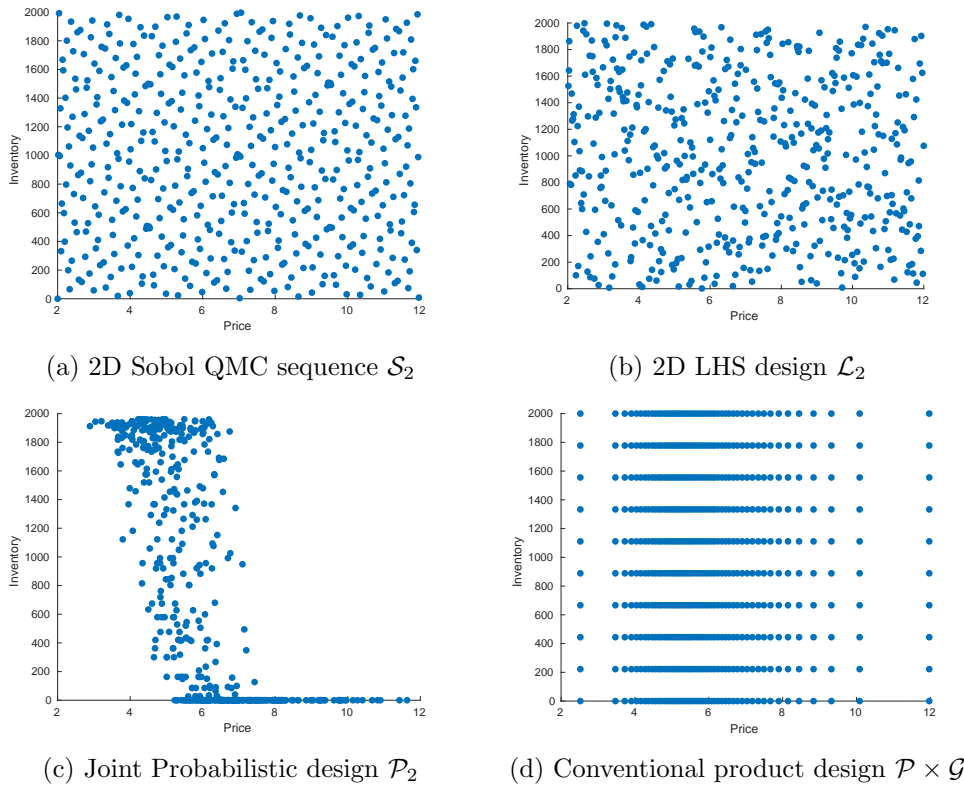 2000
1800
1600
1400
1200
1000
800
600
400
200
0
Inventory
2 4 6 8 10 12
Price
(a) 2D Sobol QMC sequence 𝒮₂
2000
1800
1600
1400
1200
1000
800
600
400
200
0
Inventory
2 4 6 8 10 12
Price
(b) 2D LHS design ℒ₂
2000
1800
1600
1400
1200
1000
800
600
400
200
0
Inventory
2 4 6 8 10 12
Price
(c) Joint Probabilistic design 𝒫₂
2000
1800
1600
1400
1200
1000
800
600
400
200
0
Inventory
2 4 6 8 10 12
Price
(d) Conventional product design 𝒫 × 𝒢